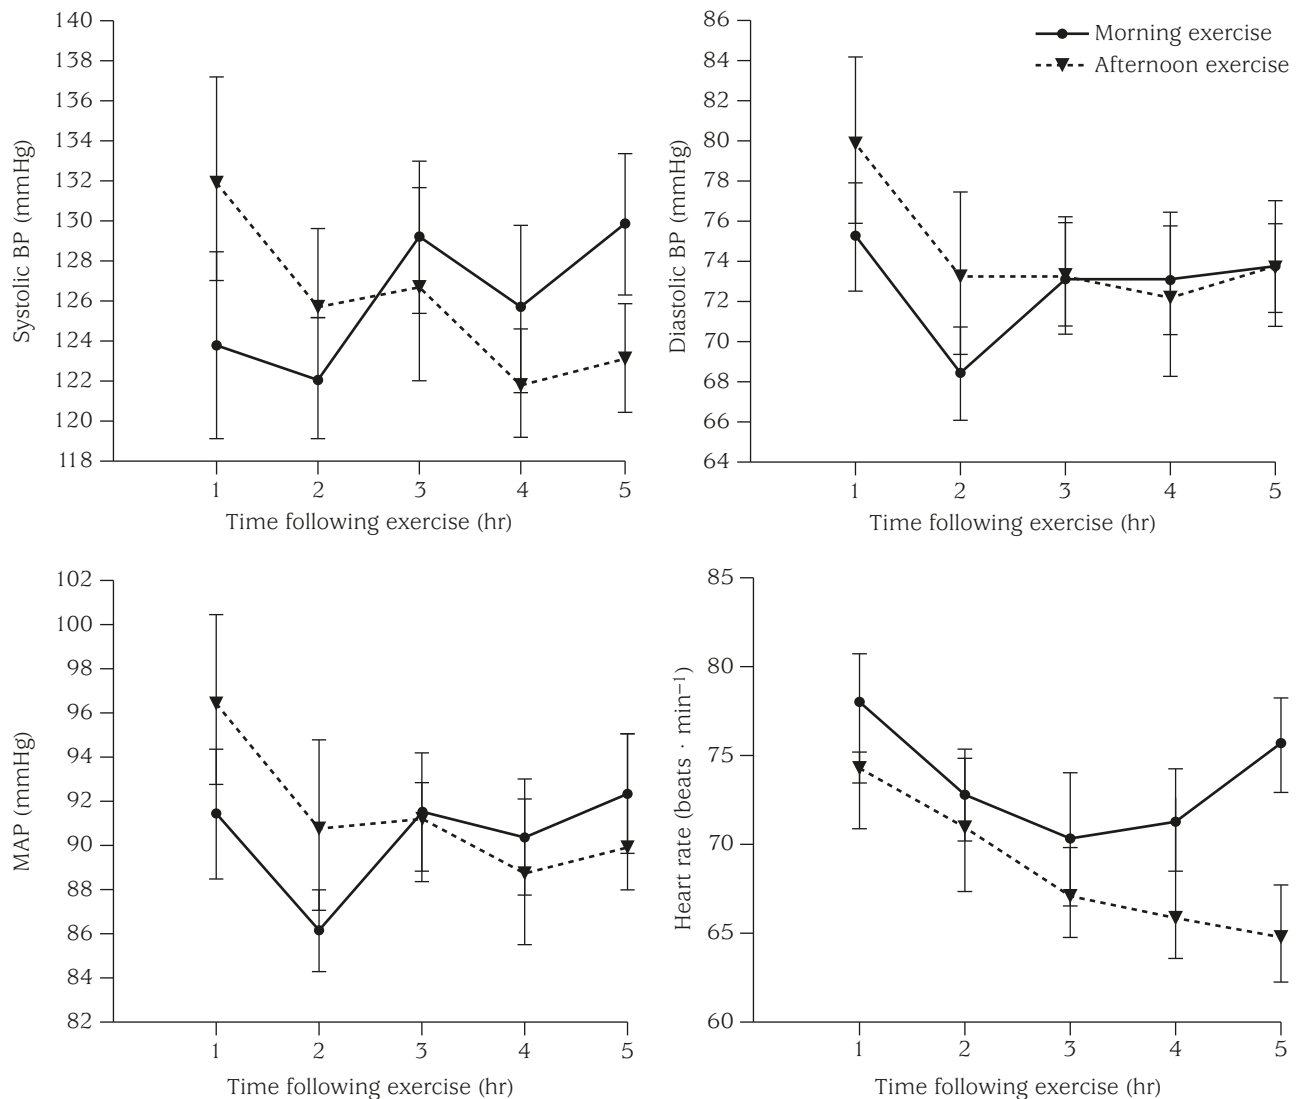 140
138
136
134
132
130
128
126
124
122
120
118
Systolic BP (mmHg)
1 2 3 4 5
Time following exercise (hr)
86
84
82
80
78
76
74
72
70
68
66
64
Diastolic BP (mmHg)
Morning exercise
Afternoon exercise
1 2 3 4 5
Time following exercise (hr)
102
100
98
96
94
92
90
88
86
84
82
MAP (mmHg)
1 2 3 4 5
Time following exercise (hr)
85
80
75
70
65
60
Heart rate (beats · min⁻¹)
1 2 3 4 5
Time following exercise (hr)